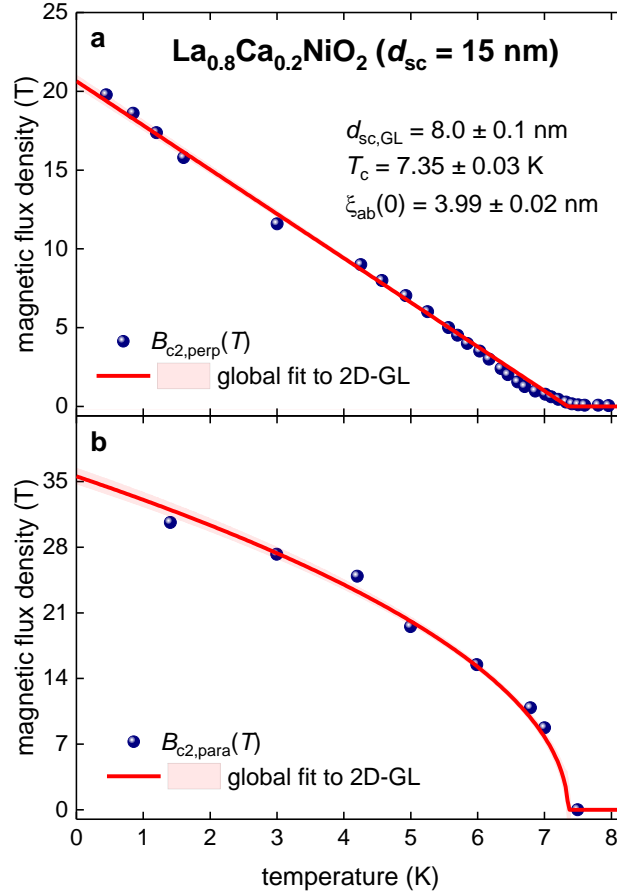 a
La0.8Ca0.2NiO2 (dsc = 15 nm)
dsc,GL = 8.0 ± 0.1 nm
Tc = 7.35 ± 0.03 K
ξab(0) = 3.99 ± 0.02 nm
magnetic flux density (T)
25
20
15
10
5
0
Bc2,perp(T)
global fit to 2D-GL
b
magnetic flux density (T)
35
28
21
14
7
0
Bc2,para(T)
global fit to 2D-GL
0 1 2 3 4 5 6 7 8
temperature (K)